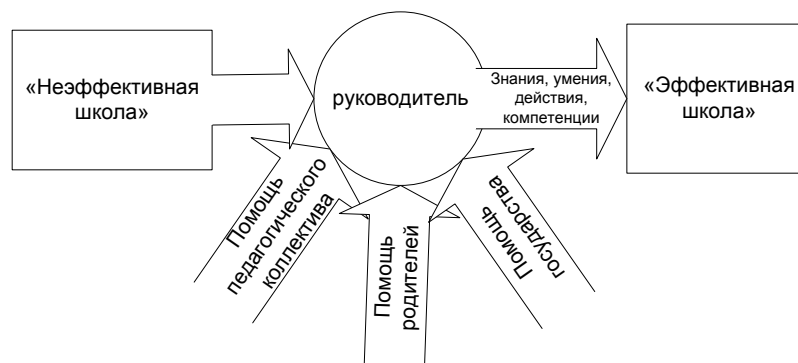 «Неэффективная
школа»
руководитель
Знания, умения,
действия,
компетенции
«Эффективная
школа»
Помощь
педагогического
коллектива
Помощь
родителей
Помощь
государства